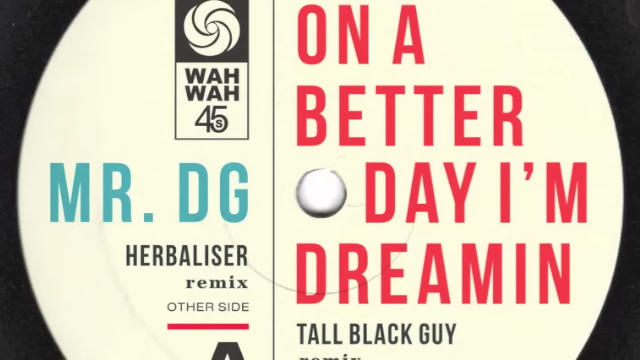 WAH
WAH
45s
MR. DG
HERBALISER
remix
OTHER SIDE
A
ON A
BETTER
DAY I'M
DREAMIN
TALL BLACK GUY
remix